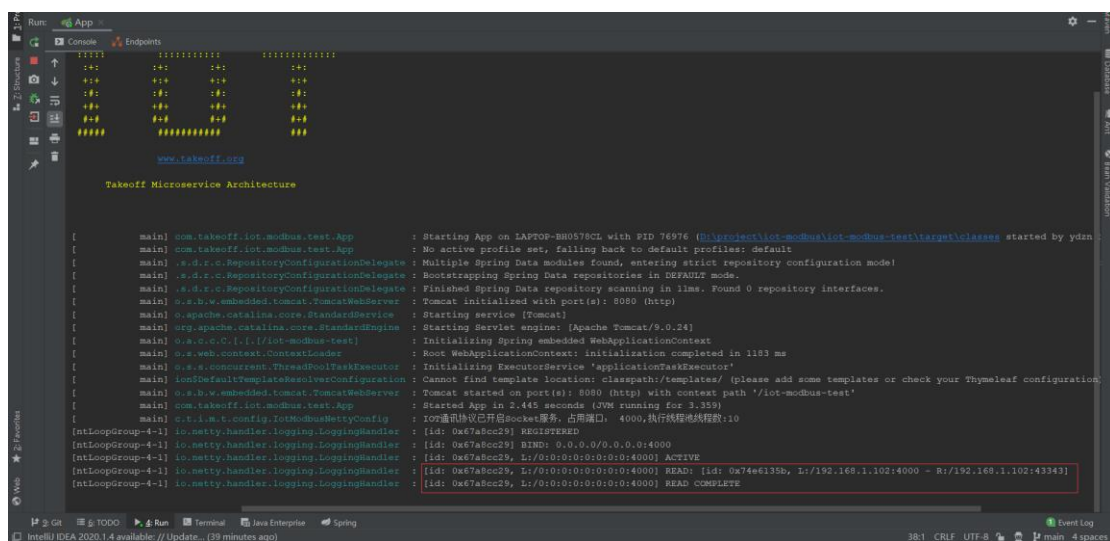 1: Pr
Run: App
Console Endpoints
Z: Structure
www.takeoff.org
Takeoff Microservice Architecture
[ main] com.takeoff.iot.modbus.test.App : Starting App on LAPTOP-BH0578CL with PID 76976 (D:\project\iot-modbus\iot-modbus-test\target\classes started by ydzn
[ main] com.takeoff.iot.modbus.test.App : No active profile set, falling back to default profiles: default
[ main] .s.d.r.c.RepositoryConfigurationDelegate : Multiple Spring Data modules found, entering strict repository configuration mode!
[ main] .s.d.r.c.RepositoryConfigurationDelegate : Bootstrapping Spring Data repositories in DEFAULT mode.
[ main] .s.d.r.c.RepositoryConfigurationDelegate : Finished Spring Data repository scanning in 11ms. Found 0 repository interfaces.
[ main] o.s.b.w.embedded.tomcat.TomcatWebServer : Tomcat initialized with port(s): 8080 (http)
[ main] o.apache.catalina.core.StandardService : Starting service [Tomcat]
[ main] org.apache.catalina.core.StandardEngine : Starting Servlet engine: [Apache Tomcat/9.0.24]
[ main] o.a.c.c.C.[.[.[/iot-modbus-test] : Initializing Spring embedded WebApplicationContext
[ main] o.s.web.context.ContextLoader : Root WebApplicationContext: initialization completed in 1183 ms
[ main] o.s.s.concurrent.ThreadPoolTaskExecutor : Initializing ExecutorService 'applicationTaskExecutor'
[ main] ion$DefaultTemplateResolverConfiguration : Cannot find template location: classpath:/templates/ (please add some templates or check your Thymeleaf configuration)
[ main] o.s.b.w.embedded.tomcat.TomcatWebServer : Tomcat started on port(s): 8080 (http) with context path '/iot-modbus-test'
[ main] com.takeoff.iot.modbus.test.App : Started App in 2.445 seconds (JVM running for 3.359)
[ main] c.t.i.m.t.config.IotModbusNettyConfig : IOT通讯协议已开启Socket服务，占用端口： 4000,执行线程池线程数:10
[ntLoopGroup-4-1] io.netty.handler.logging.LoggingHandler : [id: 0x67a8cc29] REGISTERED
[ntLoopGroup-4-1] io.netty.handler.logging.LoggingHandler : [id: 0x67a8cc29] BIND: 0.0.0.0/0.0.0.0:4000
[ntLoopGroup-4-1] io.netty.handler.logging.LoggingHandler : [id: 0x67a8cc29, L:/0:0:0:0:0:0:0:0:4000] ACTIVE
[ntLoopGroup-4-1] io.netty.handler.logging.LoggingHandler : [id: 0x67a8cc29, L:/0:0:0:0:0:0:0:0:4000] READ: [id: 0x74e6135b, L:/192.168.1.102:4000 - R:/192.168.1.102:43343]
[ntLoopGroup-4-1] io.netty.handler.logging.LoggingHandler : [id: 0x67a8cc29, L:/0:0:0:0:0:0:0:0:4000] READ COMPLETE
2: Favorites
Web
Maven
Database
Ant
Bean Validation
9: Git 6: TODO 4: Run Terminal Java Enterprise Spring Event Log
IntelliJ IDEA 2020.1.4 available: // Update... (39 minutes ago) 38:1 CRLF UTF-8 main 4 spaces